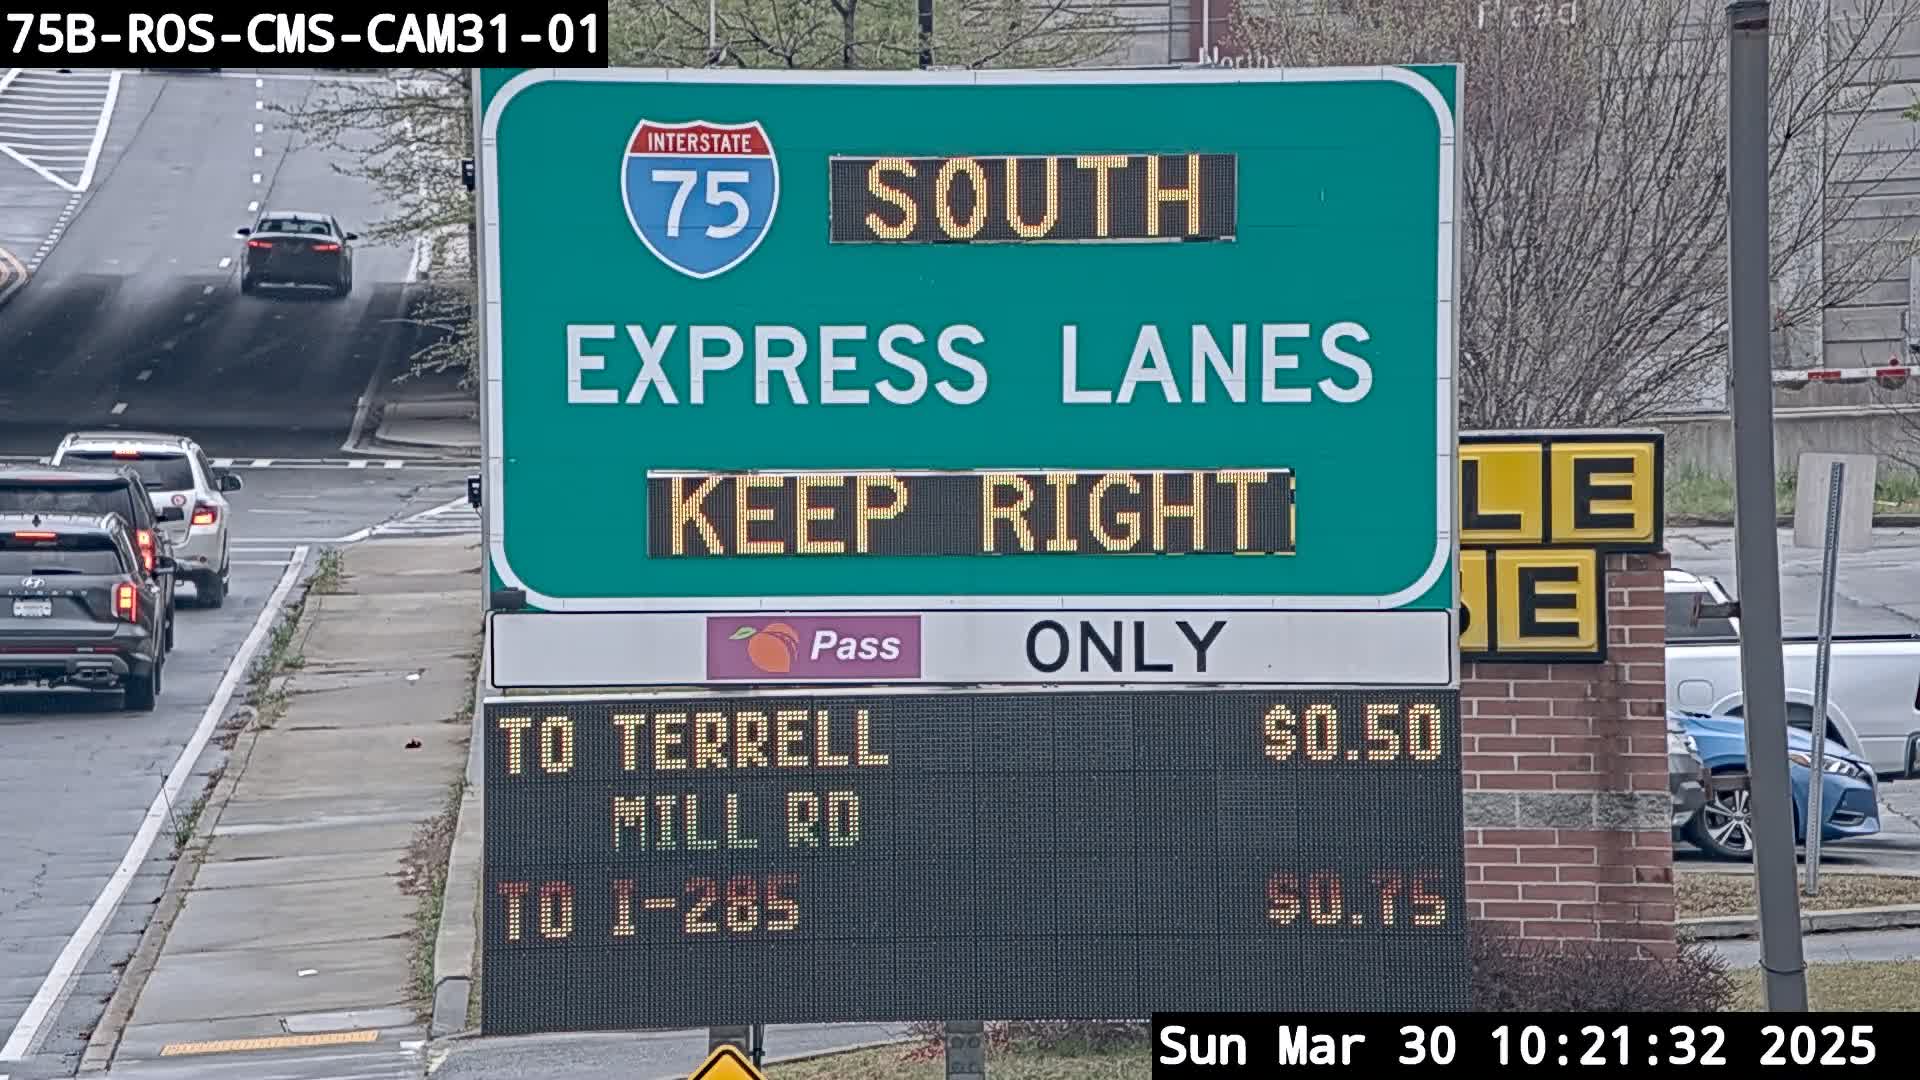 75B-ROS-CMS-CAM31-01
INTERSTATE
75
SOUTH
EXPRESS LANES
KEEP RIGHT
LE
E
Pass ONLY
TO TERRELL $0.50
MILL RD
TO I-285 $0.75
Sun Mar 30 10:21:32 2025